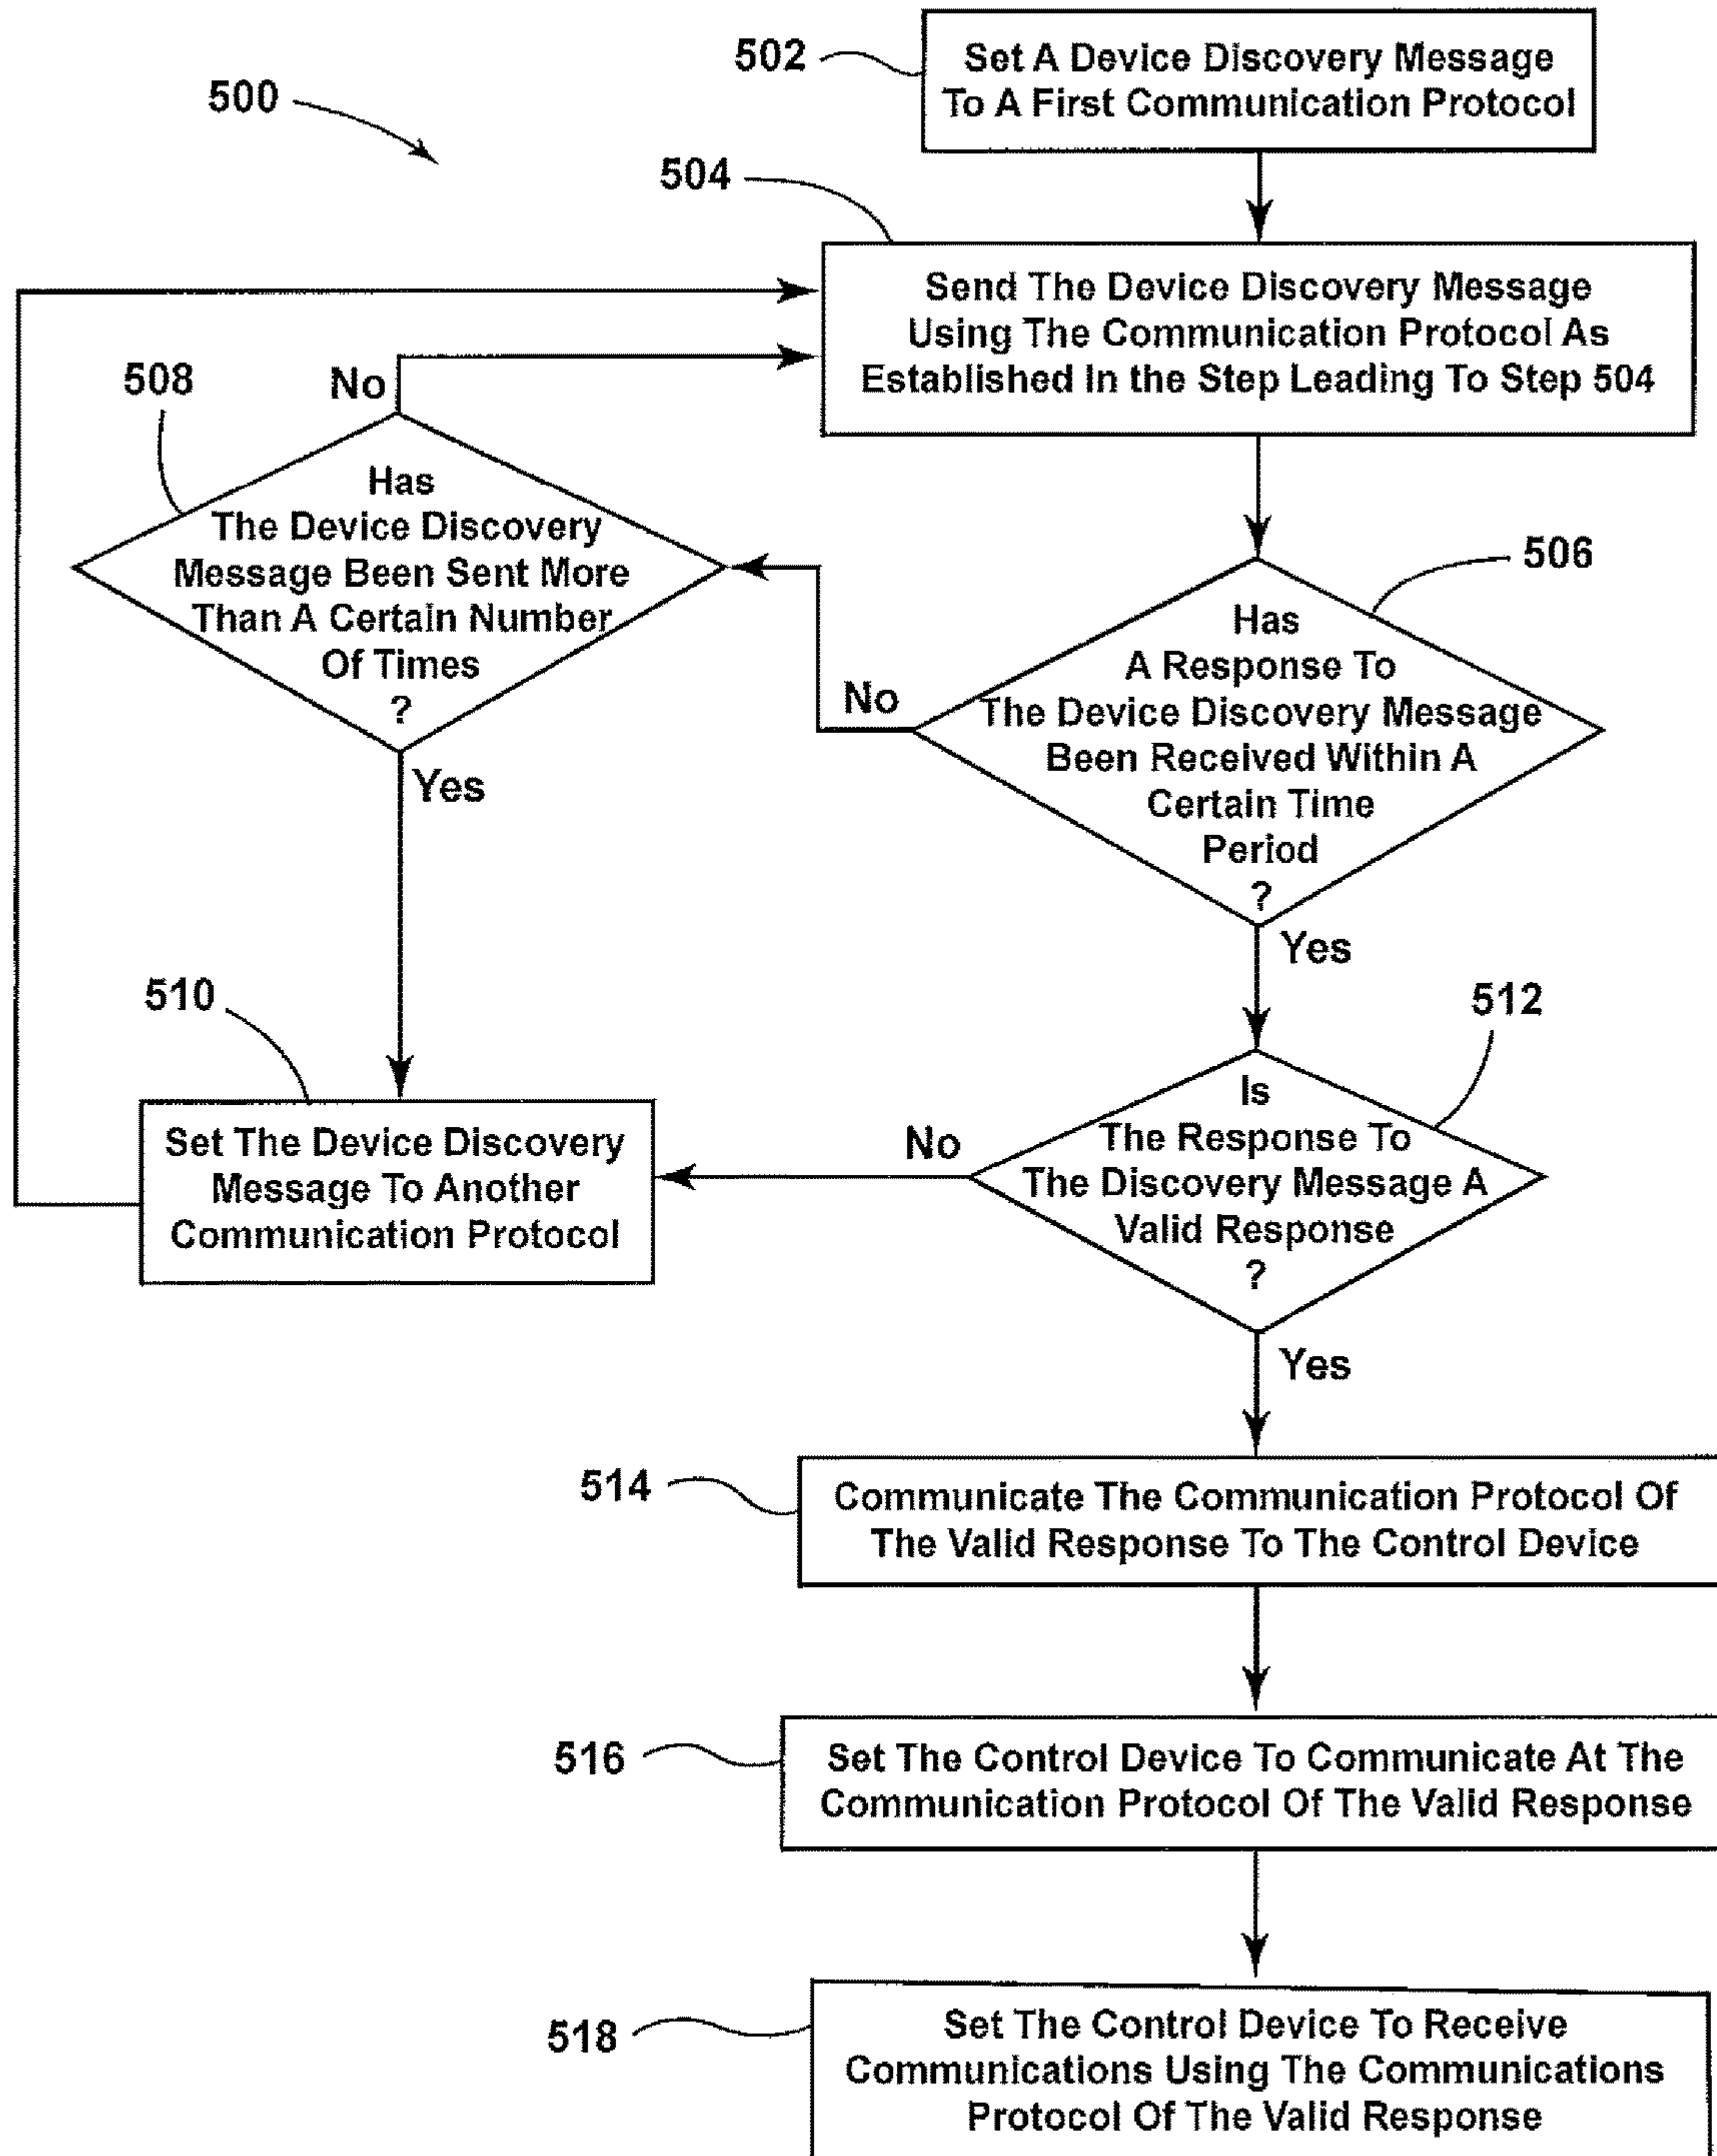 502
Set A Device Discovery Message
To A First Communication Protocol
500
504
Send The Device Discovery Message
Using The Communication Protocol As
Established In the Step Leading To Step 504
508
No
Has
The Device Discovery
Message Been Sent More
Than A Certain Number
Of Times
?
Yes
506
Has
A Response To
The Device Discovery Message
Been Received Within A
Certain Time
Period
?
No
Yes
510
Set The Device Discovery
Message To Another
Communication Protocol
512
Is
The Response To
The Discovery Message A
Valid Response
?
No
Yes
514
Communicate The Communication Protocol Of
The Valid Response To The Control Device
516
Set The Control Device To Communicate At The
Communication Protocol Of The Valid Response
518
Set The Control Device To Receive
Communications Using The Communications
Protocol Of The Valid Response